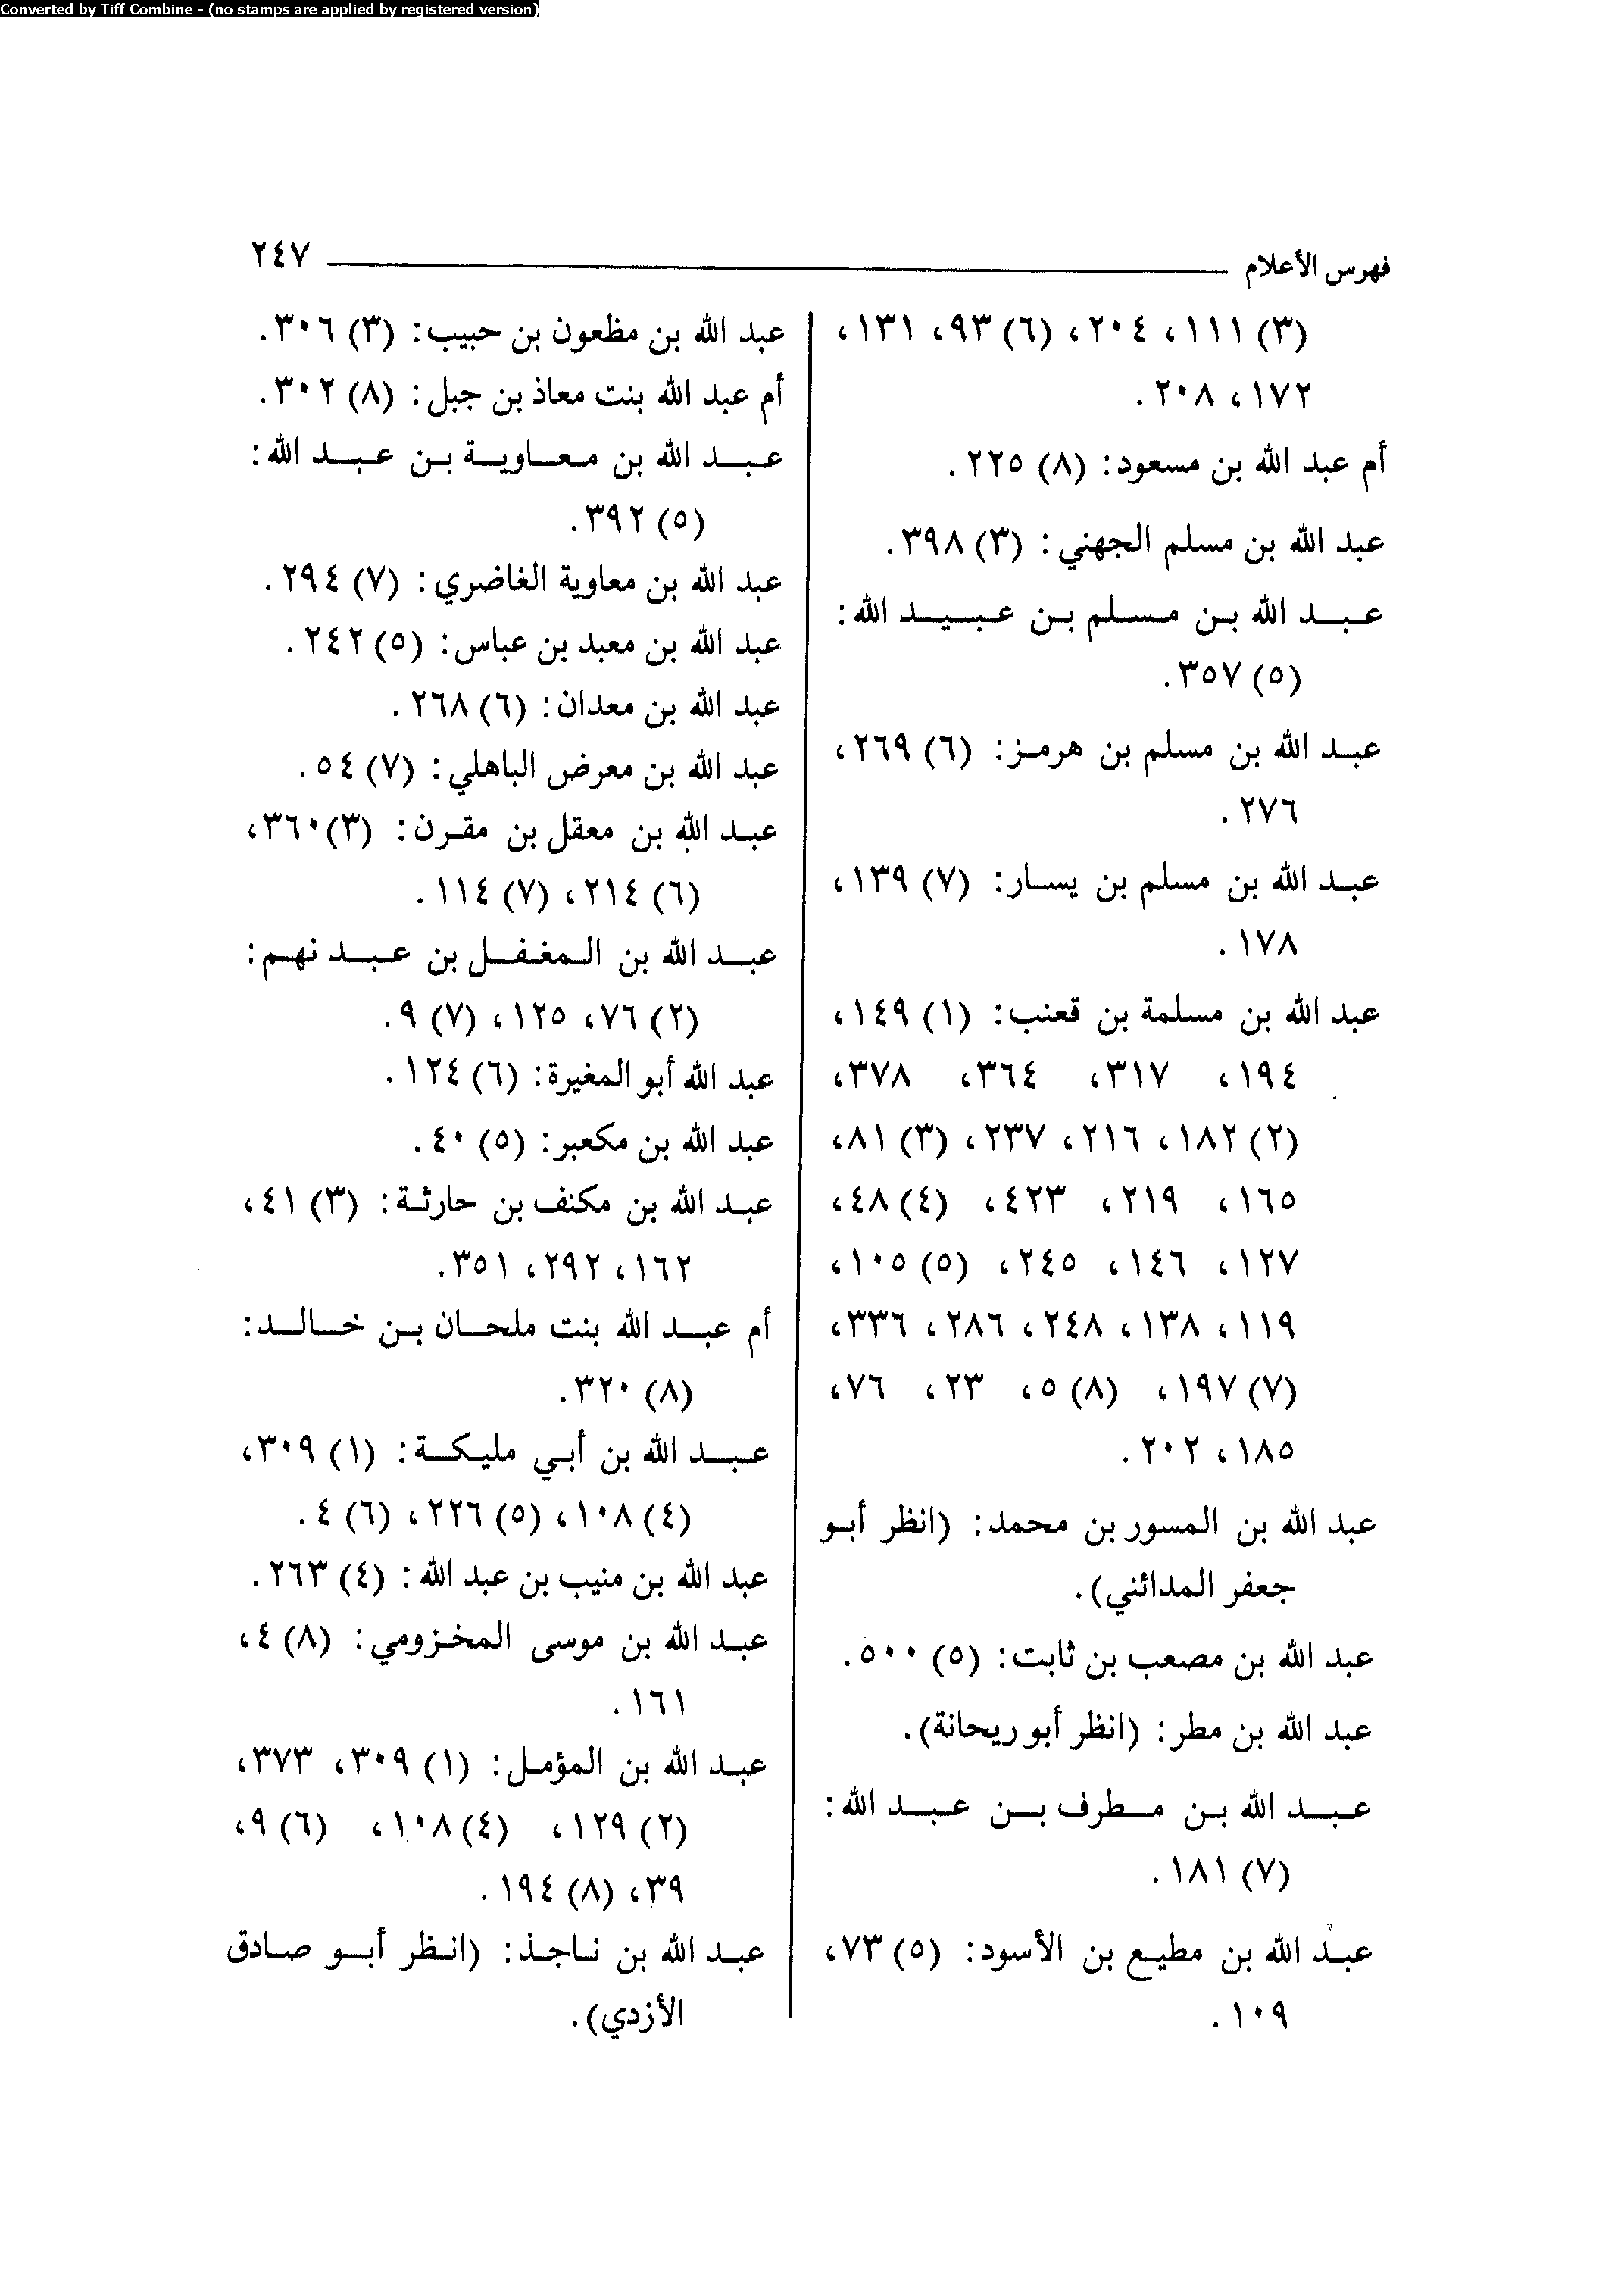 Converted by Tiff Combine - (no stamps are applied by registered version)
فهرس الأعلام ٢٤٧
(٣) ١١١، ٢٠٤، (٦) ٩٣، ١٣١،
١٧٢، ٢٠٨.
أم عبد الله بن مسعود: (٨) ٢٢٥.
عبد الله بن مسلم الجهني: (٣) ٣٩٨.
عبد الله بن مسلم بن عبيد الله:
(٥) ٣٥٧.
عبد الله بن مسلم بن هرمز: (٦) ٢٦٩،
٢٧٦.
عبد الله بن مسلم بن يسار: (٧) ١٣٩،
١٧٨.
عبد الله بن مسلمة بن قعنب: (١) ١٤٩،
١٩٤، ٣١٧، ٣٦٤، ٣٧٨،
(٢) ١٨٢، ٢١٦، ٢٣٧، (٣) ٨١،
١٦٥، ٢١٩، ٤٢٣، (٤) ٤٨،
١٢٧، ١٤٦، ٢٤٥، (٥) ١٠٥،
١١٩، ١٣٨، ٢٤٨، ٢٨٦، ٣٣٦،
(٧) ١٩٧، (٨) ٥، ٢٣، ٧٦،
١٨٥، ٢٠٢.
عبد الله بن المسور بن محمد: (انظر أبو
جعفر المدائني).
عبد الله بن مصعب بن ثابت: (٥) ٥٠٠.
عبد الله بن مطر: (انظر أبو ريحانة).
عبد الله بن مطرف بن عبد الله:
(٧) ١٨١.
عبد الله بن مطيع بن الأسود: (٥) ٧٣،
١٠٩.
عبد الله بن مظعون بن حبيب: (٣) ٣٠٦.
أم عبد الله بنت معاذ بن جبل: (٨) ٣٠٢.
عبد الله بن معاوية بن عبد الله:
(٥) ٣٩٢.
عبد الله بن معاوية الغاضري: (٧) ٢٩٤.
عبد الله بن معبد بن عباس: (٥) ٢٤٢.
عبد الله بن معدان: (٦) ٢٦٨.
عبد الله بن معرض الباهلي: (٧) ٥٤.
عبد الله بن معقل بن مقرن: (٣) ٣٦٠،
(٦) ٢١٤، (٧) ١١٤.
عبد الله بن المغفل بن عبد نهم:
(٢) ٧٦، ١٢٥، (٧) ٩.
عبد الله أبو المغيرة: (٦) ١٢٤.
عبد الله بن مكعبر: (٥) ٤٠.
عبد الله بن مكنف بن حارثة: (٣) ٤١،
١٦٢، ٢٩٢، ٣٥١.
أم عبد الله بنت ملحان بن خالد:
(٨) ٣٢٠.
عبد الله بن أبي مليكة: (١) ٣٠٩،
(٤) ١٠٨، (٥) ٢٢٦، (٦) ٤.
عبد الله بن منيب بن عبد الله: (٤) ٢٦٣.
عبد الله بن موسى المخزومي: (٨) ٤،
١٦١.
عبد الله بن المؤمل: (١) ٣٠٩، ٣٧٣،
(٢) ١٢٩، (٤) ١٠٨، (٦) ٩،
٣٩، (٨) ١٩٤.
عبد الله بن ناجذ: (انظر أبو صادق
الأزدي).